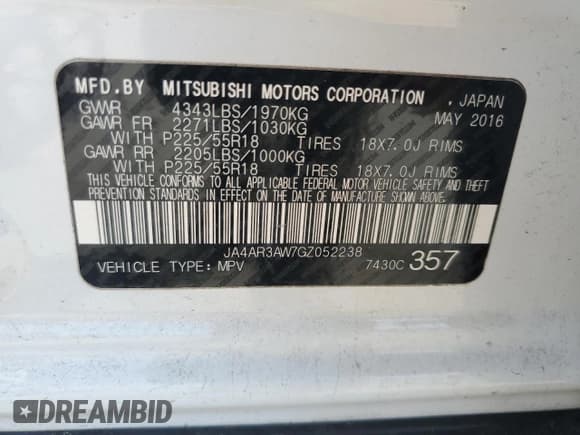 MFD.BY MITSUBISHI MOTORS CORPORATION , JAPAN
GVWR 4343LBS/1970KG MAY 2016
GAWR FR 2271LBS/1030KG
WITH P225/55R18 TIRES 18X7.0J RIMS
GAWR RR 2205LBS/1000KG
WITH P225/55R18 TIRES 18X7.0J RIMS
THIS VEHICLE CONFORMS TO ALL APPLICABLE FEDERAL MOTOR VEHICLE SAFETY AND THEFT
PREVENTION STANDARDS IN EFFECT ON THE DATE OF MANUFACTURE SHOWN ABOVE.
JA4AR3AW7GZ052238
VEHICLE TYPE: MPV 7430C 357
DREAMBID